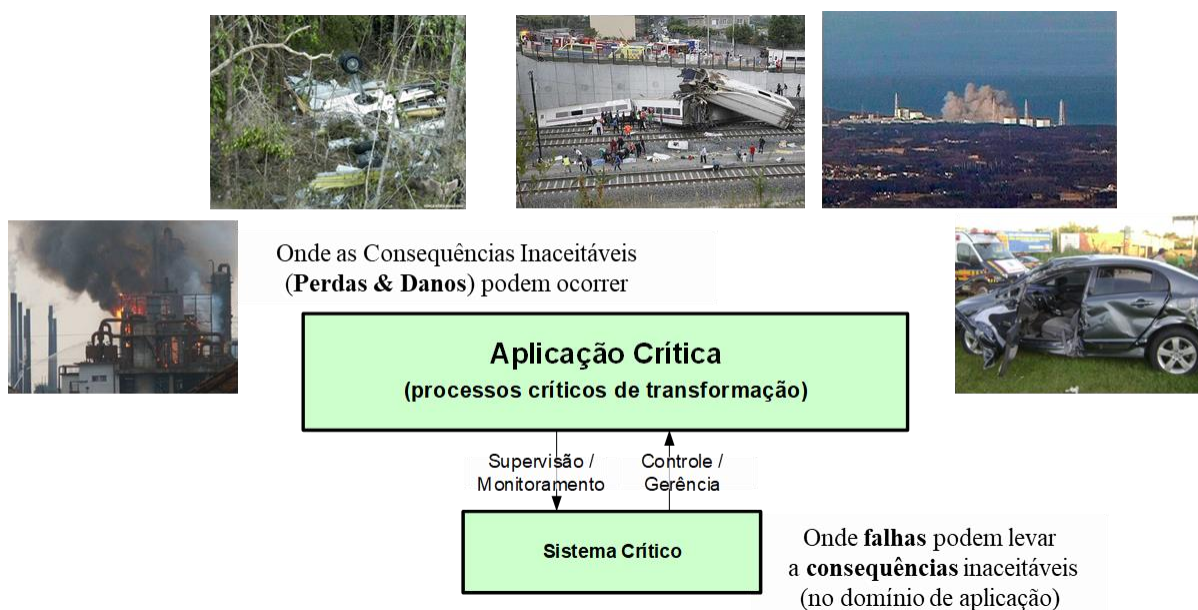 Onde as Consequências Inaceitáveis
(Perdas & Danos) podem ocorrer
Aplicação Crítica
(processos críticos de transformação)
Supervisão /
Monitoramento
Controle /
Gerência
Sistema Crítico
Onde falhas podem levar
a consequências inaceitáveis
(no domínio de aplicação)